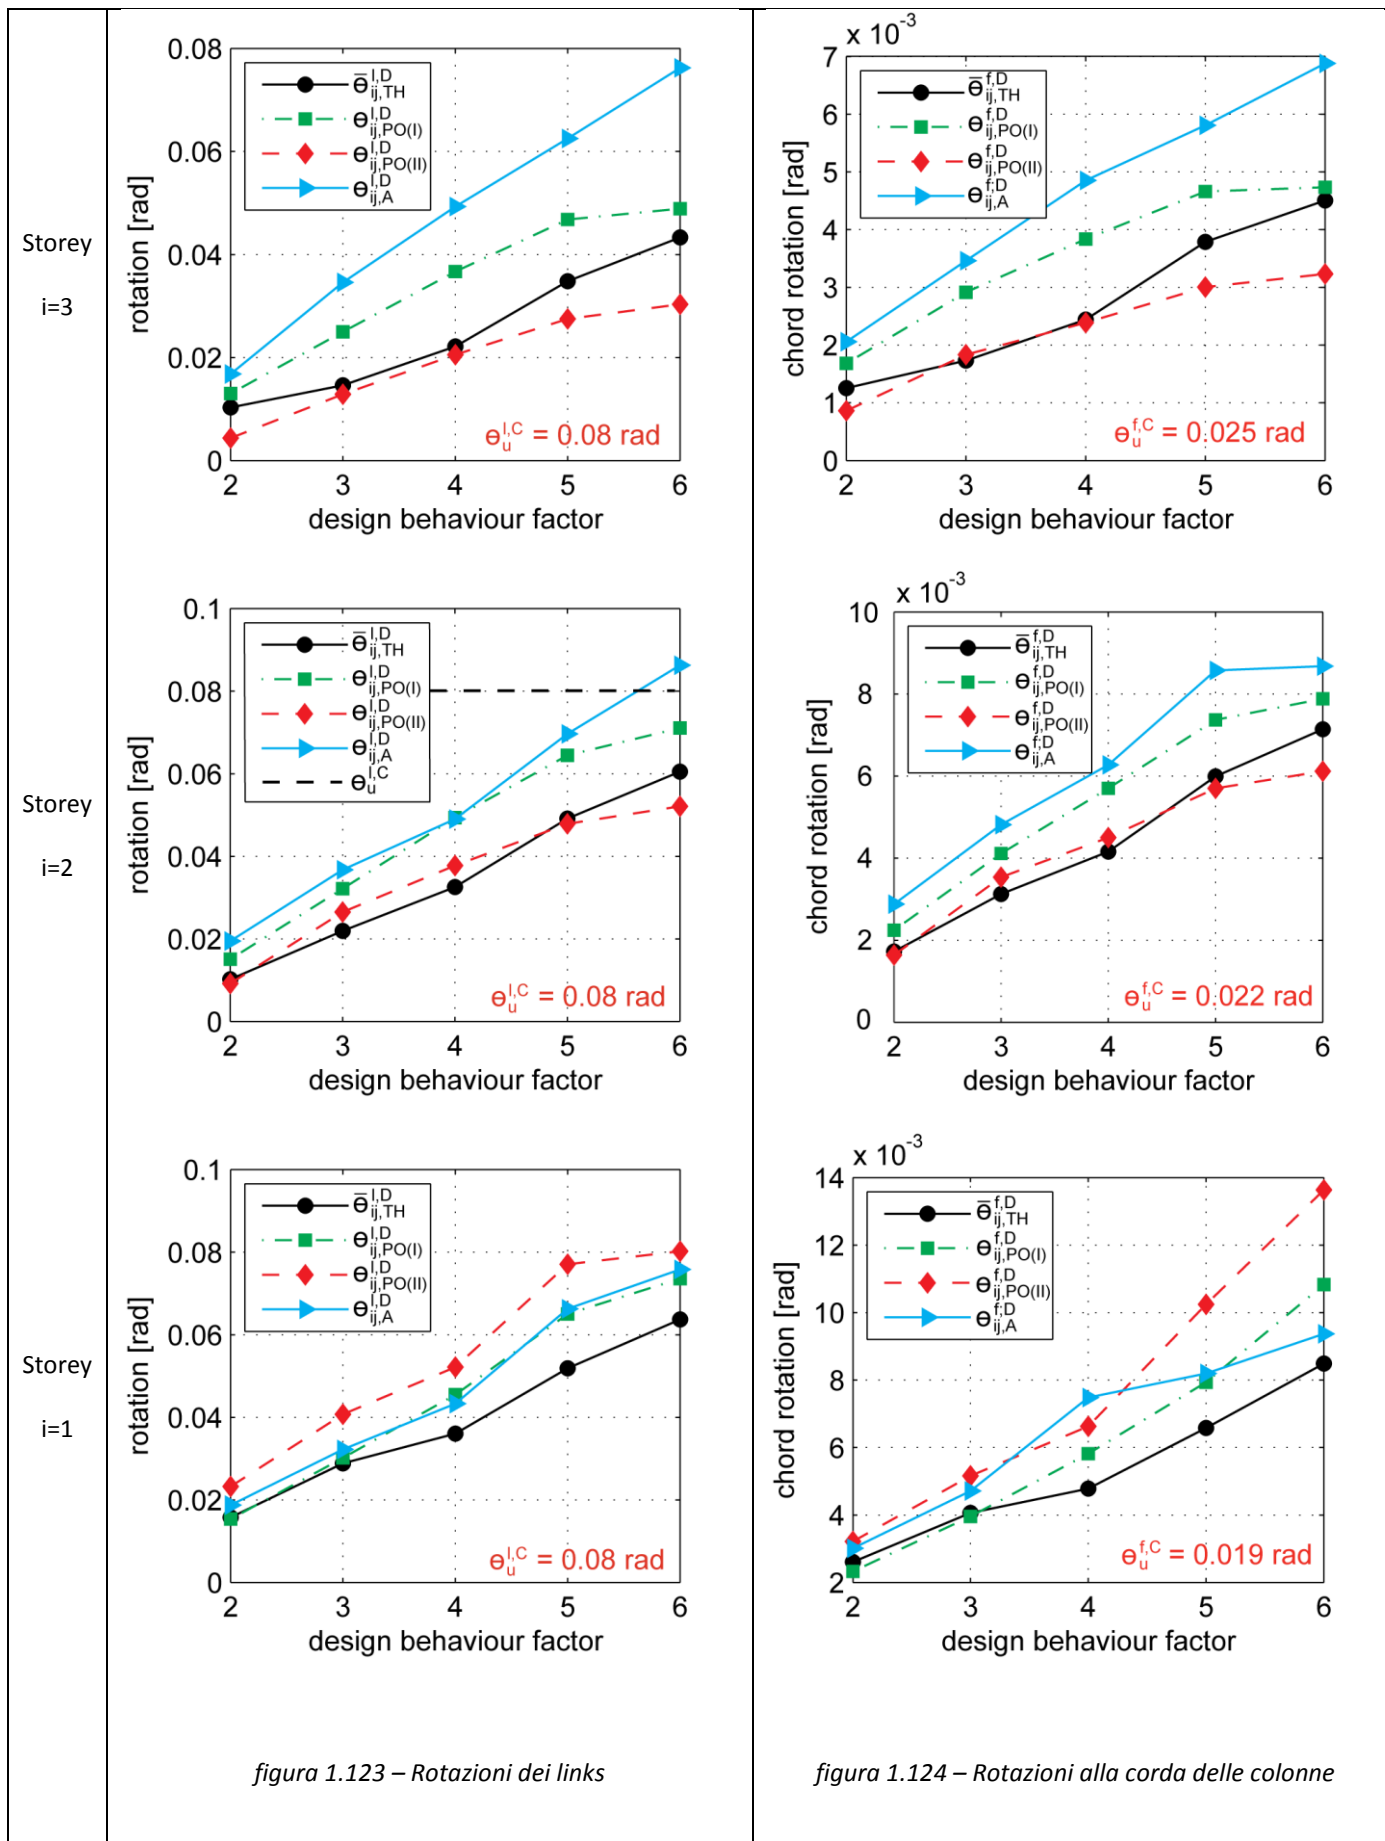 Storey
i=3
0.08
0.06
0.04
0.02
0
rotation [rad]
ө̅ l,D ij,TH
ө l,D ij,PO(I)
ө l,D ij,PO(II)
ө l,D ij,A
ө l,C u = 0.08 rad
2 3 4 5 6
design behaviour factor
x 10-3
7
6
5
4
3
2
1
0
chord rotation [rad]
ө̅ f,D ij,TH
ө f,D ij,PO(I)
ө f,D ij,PO(II)
ө f;D ij,A
ө f,C u = 0.025 rad
2 3 4 5 6
design behaviour factor
Storey
i=2
0.1
0.08
0.06
0.04
0.02
0
rotation [rad]
ө̅ l,D ij,TH
ө l,D ij,PO(I)
ө l,D ij,PO(II)
ө l,D ij,A
ө l,C u
ө l,C u = 0.08 rad
2 3 4 5 6
design behaviour factor
x 10-3
10
8
6
4
2
0
chord rotation [rad]
ө̅ f,D ij,TH
ө f,D ij,PO(I)
ө f,D ij,PO(II)
ө f;D ij,A
ө f,C u = 0.022 rad
2 3 4 5 6
design behaviour factor
Storey
i=1
0.1
0.08
0.06
0.04
0.02
0
rotation [rad]
ө̅ l,D ij,TH
ө l,D ij,PO(I)
ө l,D ij,PO(II)
ө l,D ij,A
ө l,C u = 0.08 rad
2 3 4 5 6
design behaviour factor
x 10-3
14
12
10
8
6
4
2
chord rotation [rad]
ө̅ f,D ij,TH
ө f,D ij,PO(I)
ө f,D ij,PO(II)
ө f;D ij,A
ө f,C u = 0.019 rad
2 3 4 5 6
design behaviour factor
figura 1.123 – Rotazioni dei links
figura 1.124 – Rotazioni alla corda delle colonne